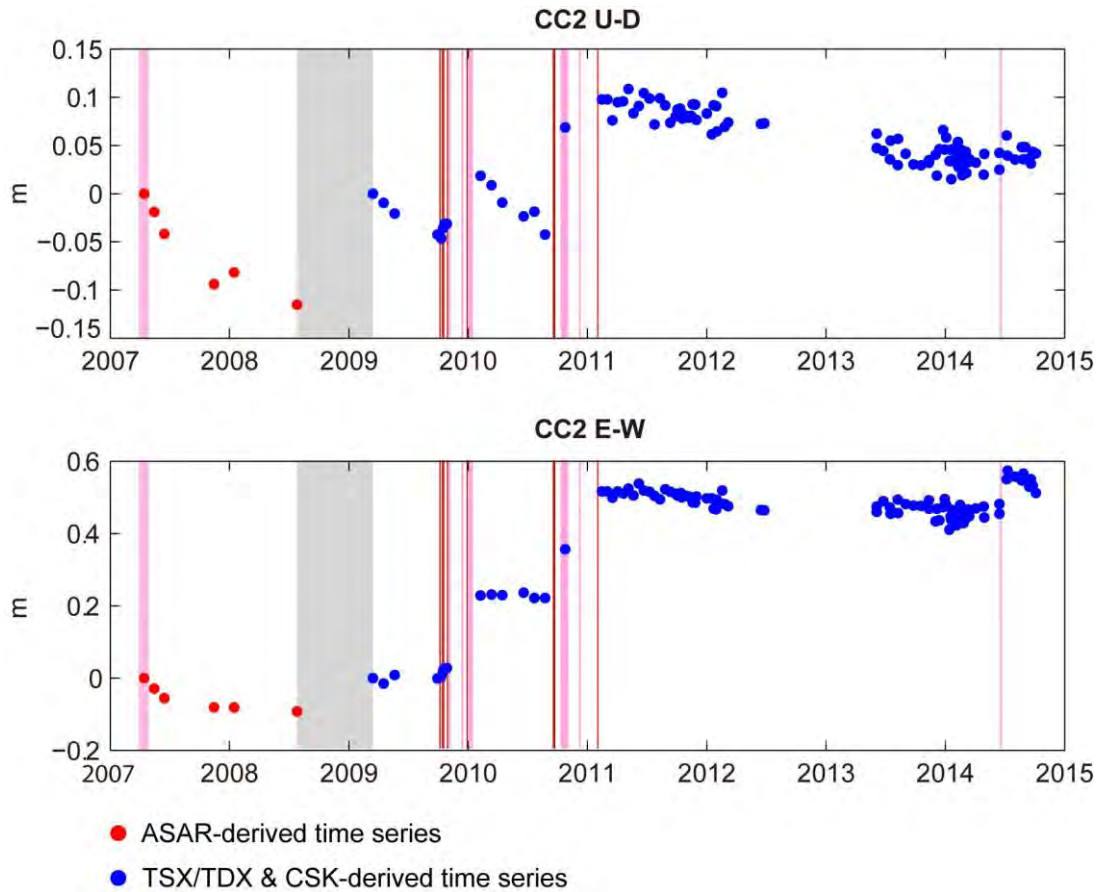 CC2 U-D
0.15
0.1
0.05
0
−0.05
−0.1
−0.15
m
2007 2008 2009 2010 2011 2012 2013 2014 2015
CC2 E-W
0.6
0.4
0.2
0
−0.2
m
2007 2008 2009 2010 2011 2012 2013 2014 2015
ASAR-derived time series
TSX/TDX & CSK-derived time series